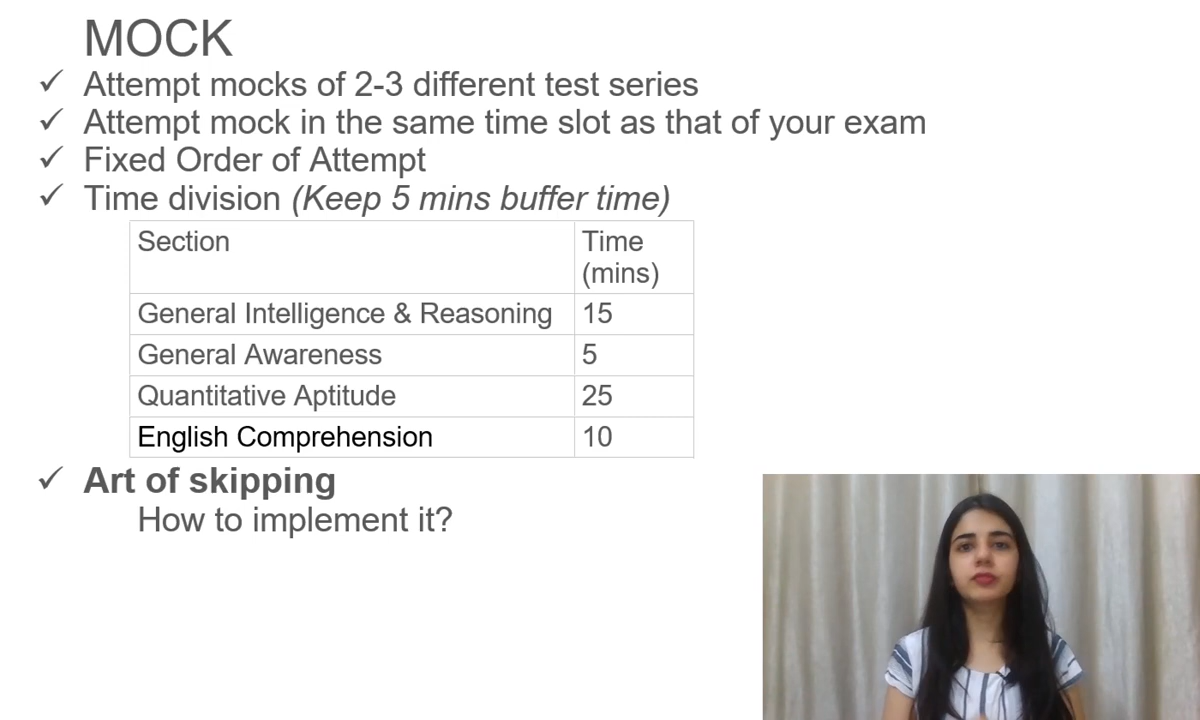 MOCK
✓ Attempt mocks of 2-3 different test series
✓ Attempt mock in the same time slot as that of your exam
✓ Fixed Order of Attempt
✓ Time division (Keep 5 mins buffer time)
Section Time (mins)
General Intelligence & Reasoning 15
General Awareness 5
Quantitative Aptitude 25
English Comprehension 10
✓ Art of skipping
How to implement it?